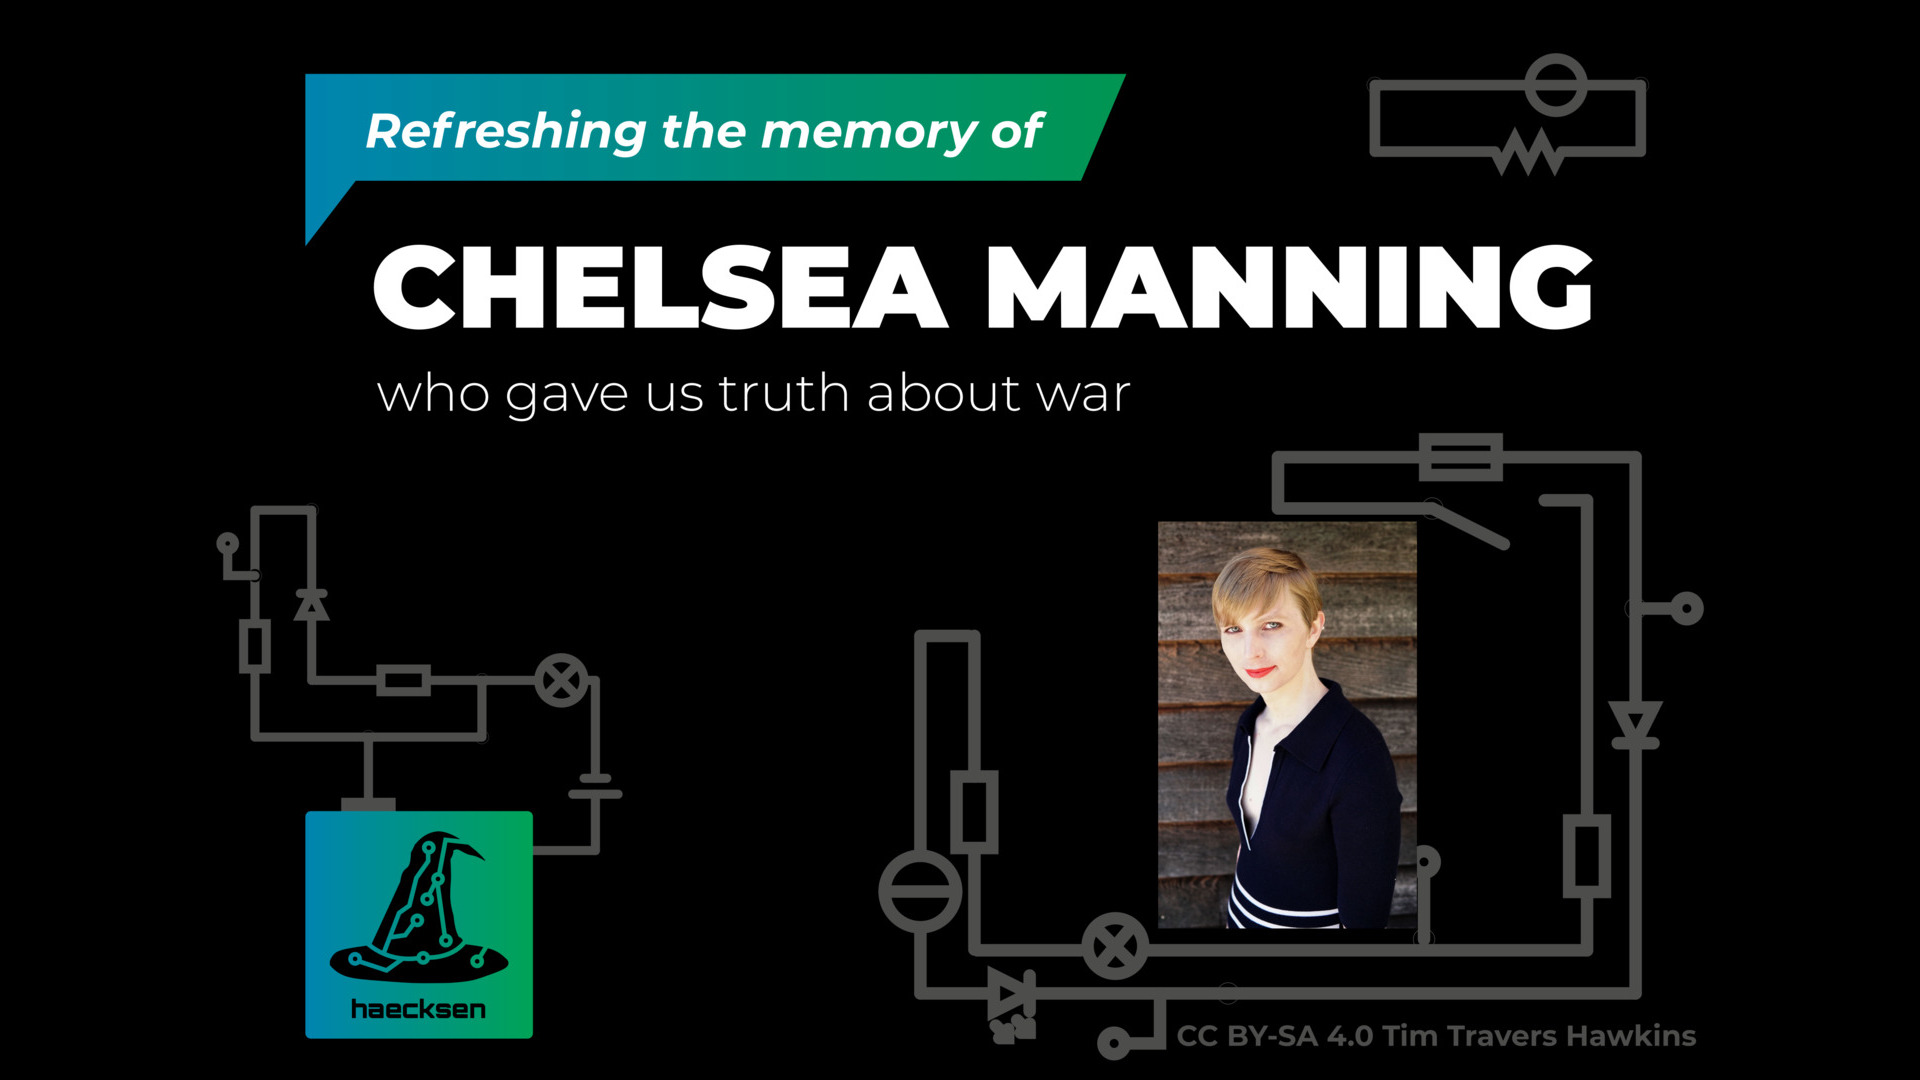 Refreshing the memory of
CHELSEA MANNING
who gave us truth about war
haecksen
CC BY-SA 4.0 Tim Travers Hawkins